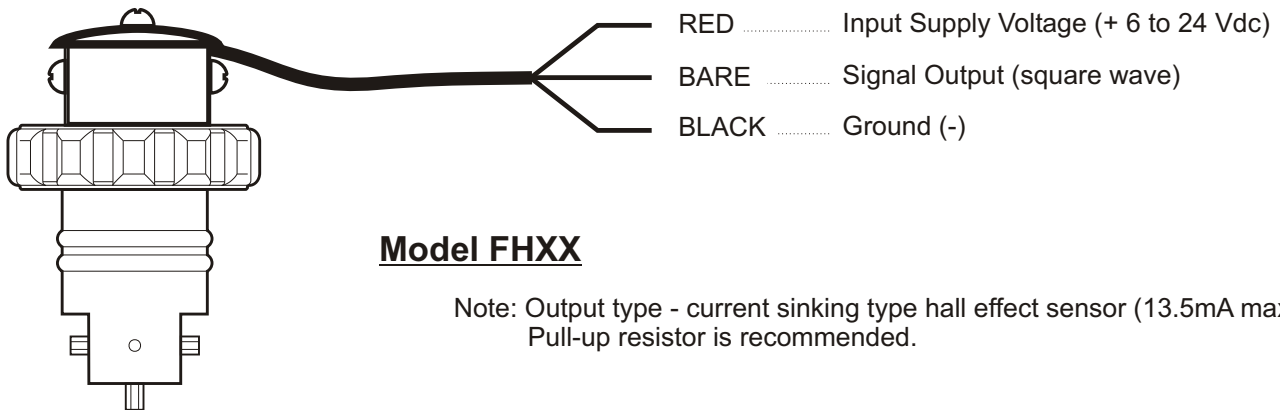 RED ........................ Input Supply Voltage (+ 6 to 24 Vdc)
BARE .................. Signal Output (square wave)
BLACK ............... Ground (-)
Model FHXX
Note: Output type - current sinking type hall effect sensor (13.5mA max
Pull-up resistor is recommended.